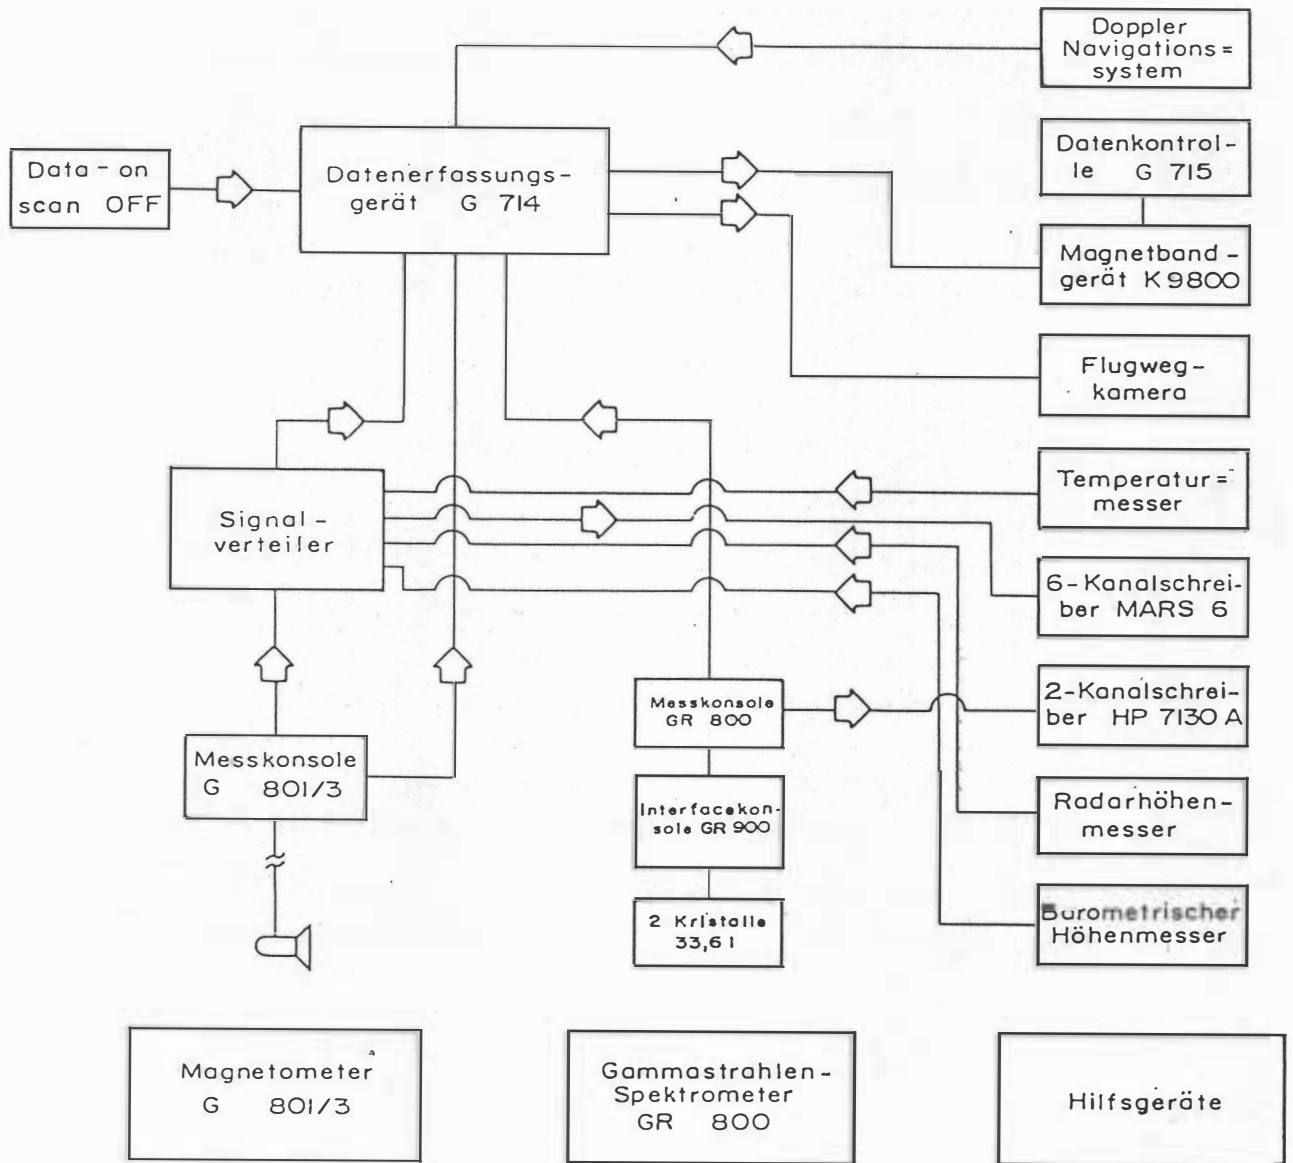 Doppler
Navigations=
system
Data-on
scan OFF
Datenerfassungs-
gerät G 714
Datenkontrol-
le G 715
Magnetband-
gerät K 9800
Flugweg-
kamera
Signal-
verteiler
Temperatur=
messer
6-Kanalschrei-
ber MARS 6
Messkonsole
GR 800
2-Kanalschrei-
ber HP 7130 A
Messkonsole
G 801/3
Interfacekon-
sole GR 900
Radarhöhen-
messer
2 Kristalle
33,6 l
Barometrischer
Höhenmesser
Magnetometer
G 801/3
Gammastrahlen-
Spektrometer
GR 800
Hilfsgeräte